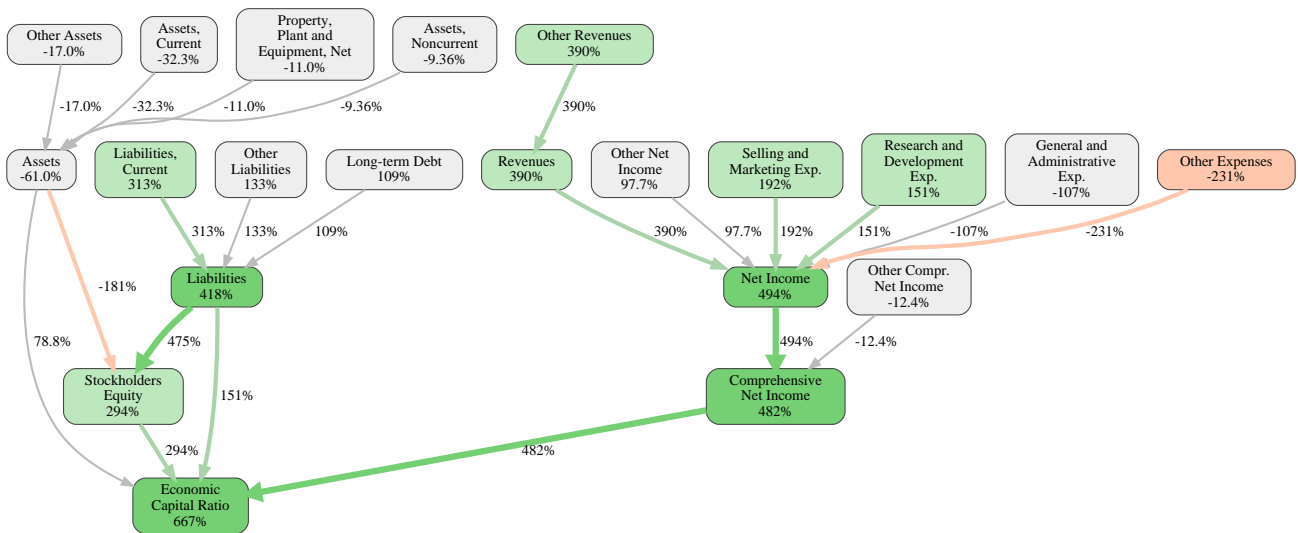 Other Assets
-17.0%
Assets,
Current
-32.3%
Property,
Plant and
Equipment, Net
-11.0%
Assets,
Noncurrent
-9.36%
Other Revenues
390%
-17.0%
-32.3%
-11.0%
-9.36%
390%
Assets
-61.0%
Liabilities,
Current
313%
Other
Liabilities
133%
Long-term Debt
109%
Revenues
390%
Other Net
Income
97.7%
Selling and
Marketing Exp.
192%
Research and
Development
Exp.
151%
General and
Administrative
Exp.
-107%
Other Expenses
-231%
313%
133%
109%
390%
97.7%
192%
151%
-107%
-231%
Liabilities
418%
Net Income
494%
Other Compr.
Net Income
-12.4%
-181%
78.8%
475%
494%
-12.4%
Stockholders
Equity
294%
151%
Comprehensive
Net Income
482%
294%
482%
Economic
Capital Ratio
667%